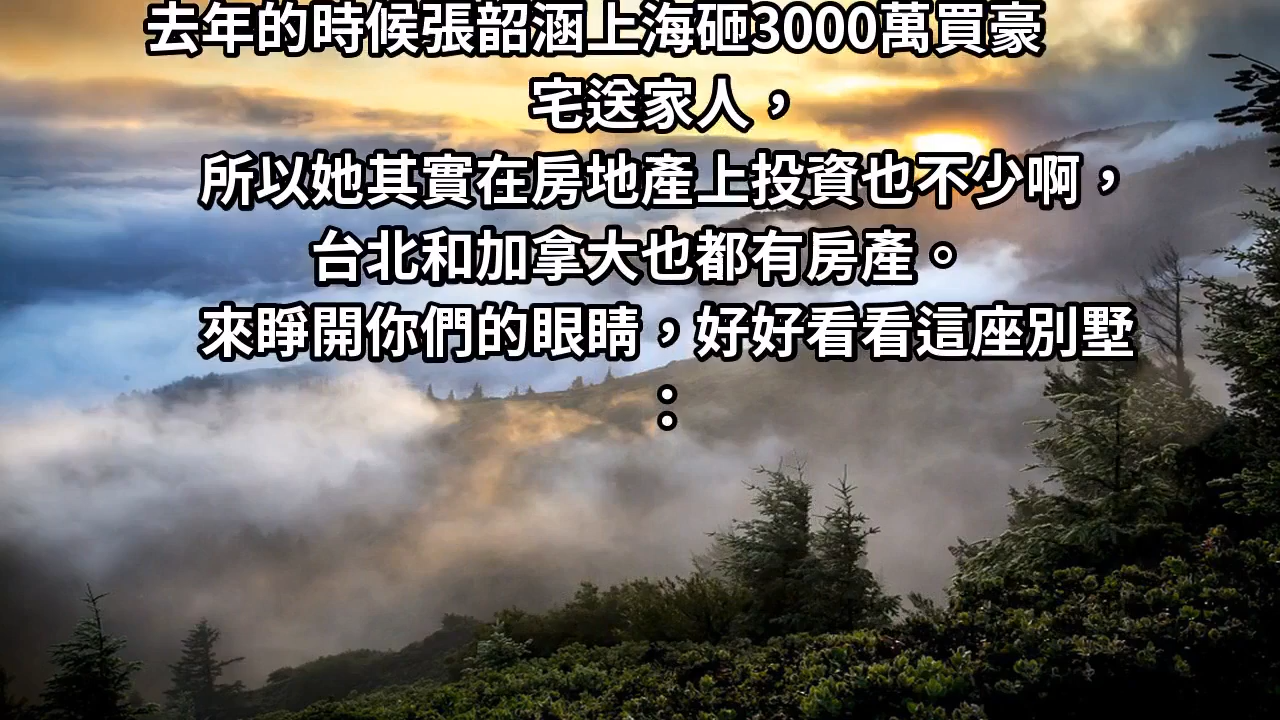 去年的時候張韶涵上海砸3000萬買豪
宅送家人，
所以她其實在房地產上投資也不少啊，
台北和加拿大也都有房產。
來睜開你們的眼睛，好好看看這座別墅
：